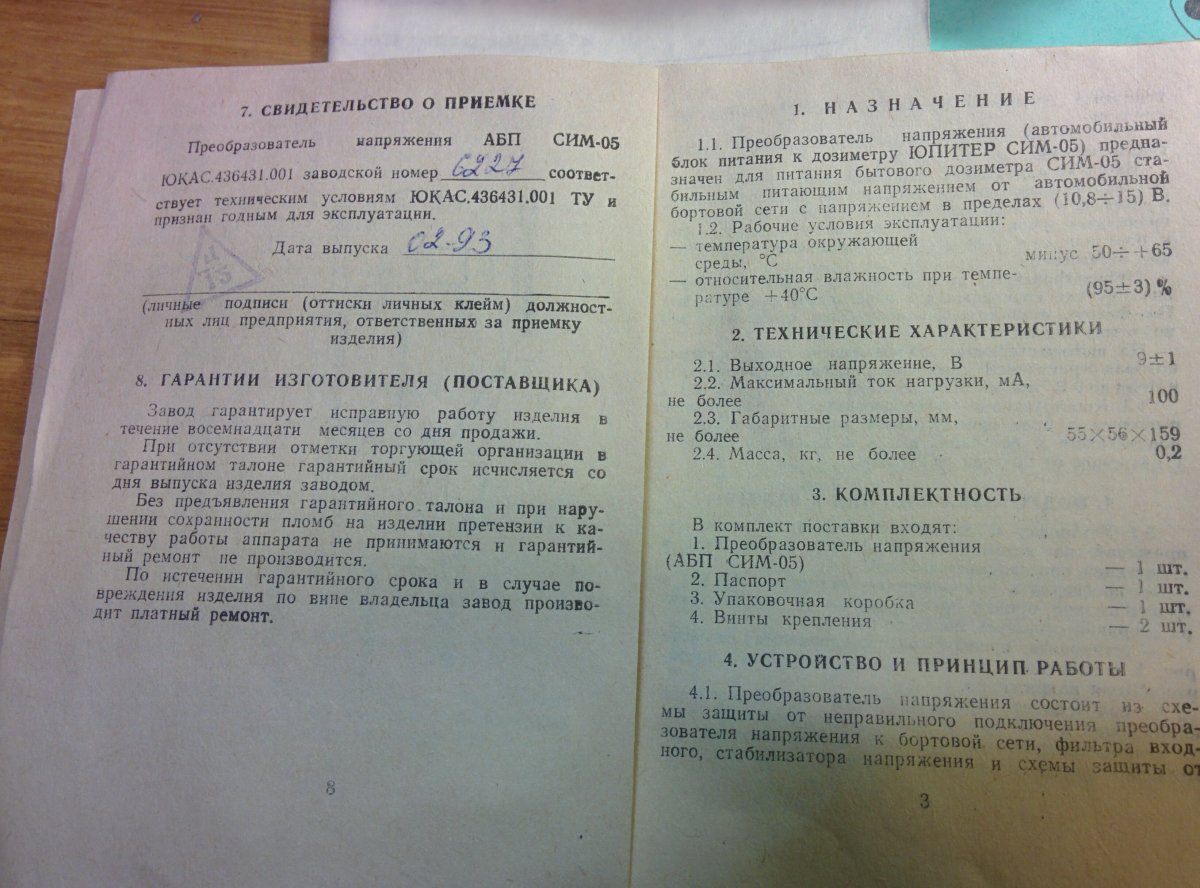 7. СВИДЕТЕЛЬСТВО О ПРИЕМКЕ
Преобразователь напряжения АБП СИМ-05
ЮКАС.436431.001 заводской номер 6227 соответ-
ствует техническим условиям ЮКАС.436431.001 ТУ и
признан годным для эксплуатации.
Дата выпуска 02-93
(личные подписи (оттиски личных клейм) должност-
ных лиц предприятия, ответственных за приемку
изделия)
8. ГАРАНТИИ ИЗГОТОВИТЕЛЯ (ПОСТАВЩИКА)
Завод гарантирует исправную работу изделия в
течение восемнадцати месяцев со дня продажи.
При отсутствии отметки торгующей организации в
гарантийном талоне гарантийный срок исчисляется со
дня выпуска изделия заводом.
Без предъявления гарантийного талона и при нару-
шении сохранности пломб на изделии претензии к ка-
честву работы аппарата не принимаются и гарантий-
ный ремонт не производится.
По истечении гарантийного срока и в случае по-
вреждения изделия по вине владельца завод произво-
дит платный ремонт.
8
1. НАЗНАЧЕНИЕ
1.1. Преобразователь напряжения (автомобильный
блок питания к дозиметру ЮПИТЕР СИМ-05) предна-
значен для питания бытового дозиметра СИМ-05 ста-
бильным питающим напряжением от автомобильной
бортовой сети с напряжением в пределах (10,8÷15) В.
1.2. Рабочие условия эксплуатации:
— температура окружающей
среды, °С минус 50÷+65
— относительная влажность при темпе-
ратуре +40°С (95±3) %
2. ТЕХНИЧЕСКИЕ ХАРАКТЕРИСТИКИ
2.1. Выходное напряжение, В 9±1
2.2. Максимальный ток нагрузки, мА,
не более 100
2.3. Габаритные размеры, мм,
не более 55×56×159
2.4. Масса, кг, не более 0,2
3. КОМПЛЕКТНОСТЬ
В комплект поставки входят:
1. Преобразователь напряжения
(АБП СИМ-05) — 1 шт.
2. Паспорт — 1 шт.
3. Упаковочная коробка — 1 шт.
4. Винты крепления — 2 шт.
4. УСТРОЙСТВО И ПРИНЦИП РАБОТЫ
4.1. Преобразователь напряжения состоит из схе-
мы защиты от неправильного подключения преобра-
зователя напряжения к бортовой сети, фильтра вход-
ного, стабилизатора напряжения и схемы защиты от
3